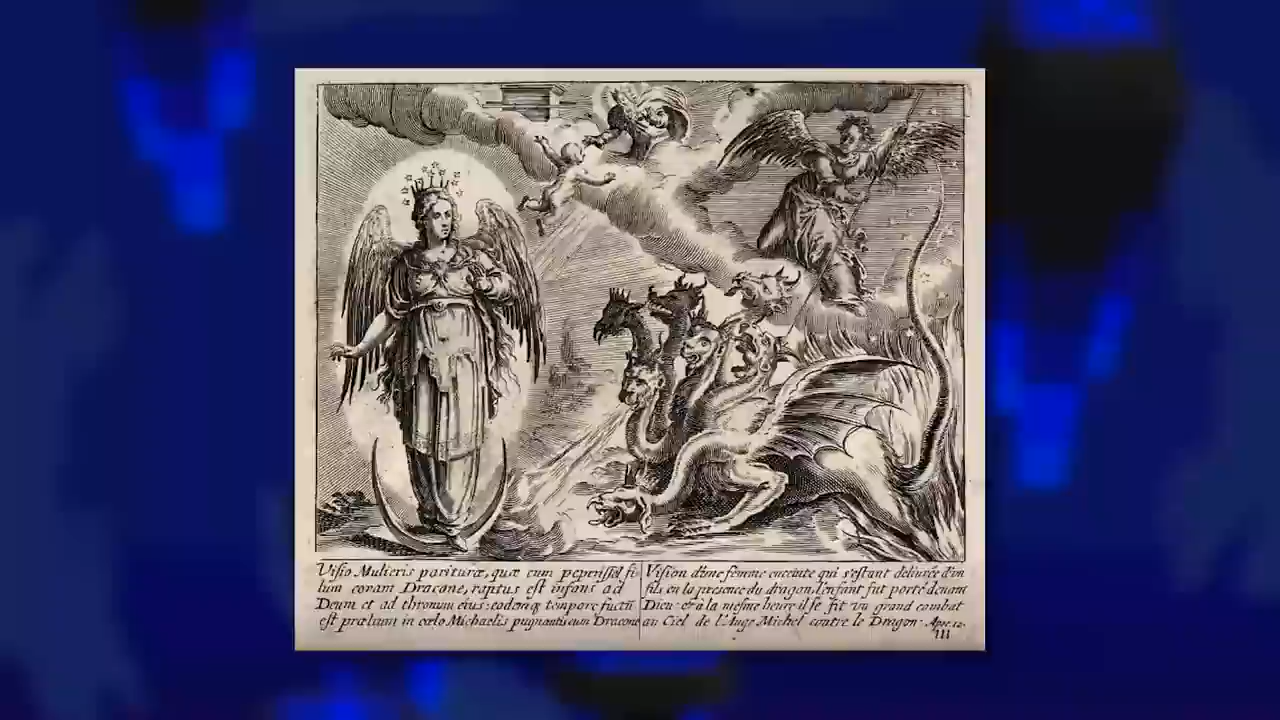 Visio Mulieris parituræ, quæ cum peperisset fi
lium coram Dracone, raptus est infans ad
Deum et ad thronum eius: eodemq tempore factū
est prælium in cœlo Michaelis pugnantis cum Dracone
Vision d'une femme enceinte qui s'estant deliurée d'un
fils en la presence du dragon, l'enfant fut porté deuant
Dieu: et à la mesme heure il se fit vn grand combat
au Ciel de l'Ange Michel contre le Dragon. Apoc. 12.
111